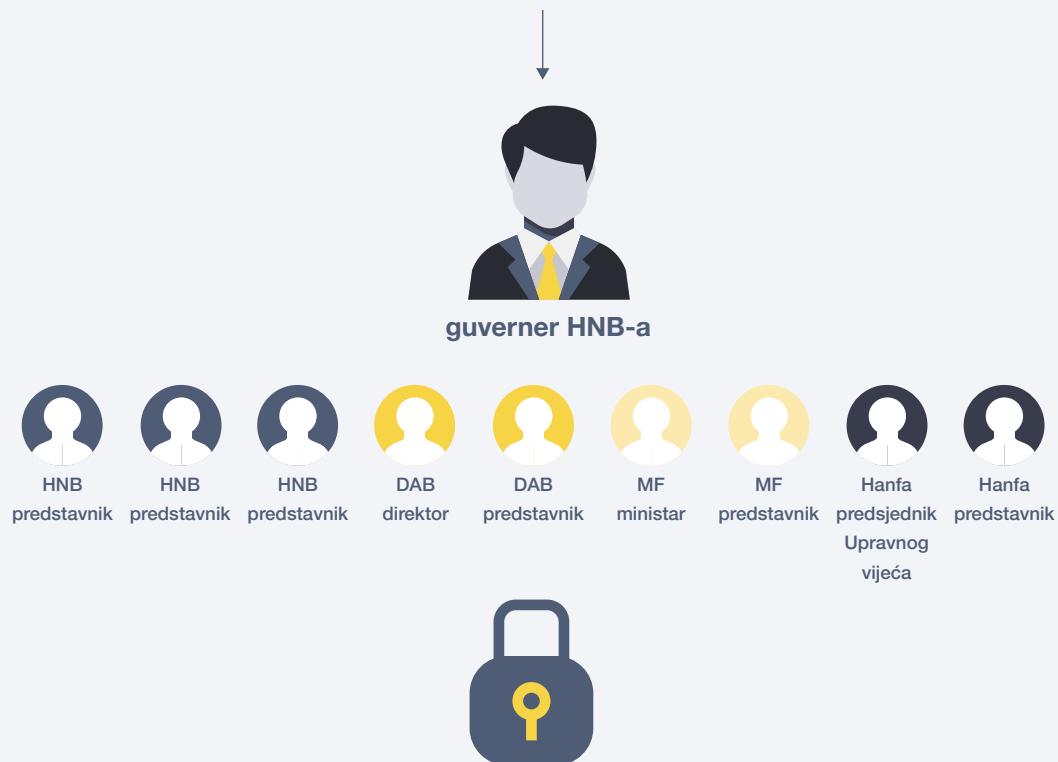 guverner HNB-a
HNB
predstavnik
HNB
predstavnik
HNB
predstavnik
DAB
direktor
DAB
predstavnik
MF
ministar
MF
predstavnik
Hanfa
predsjednik
Upravnog
vijeća
Hanfa
predstavnik